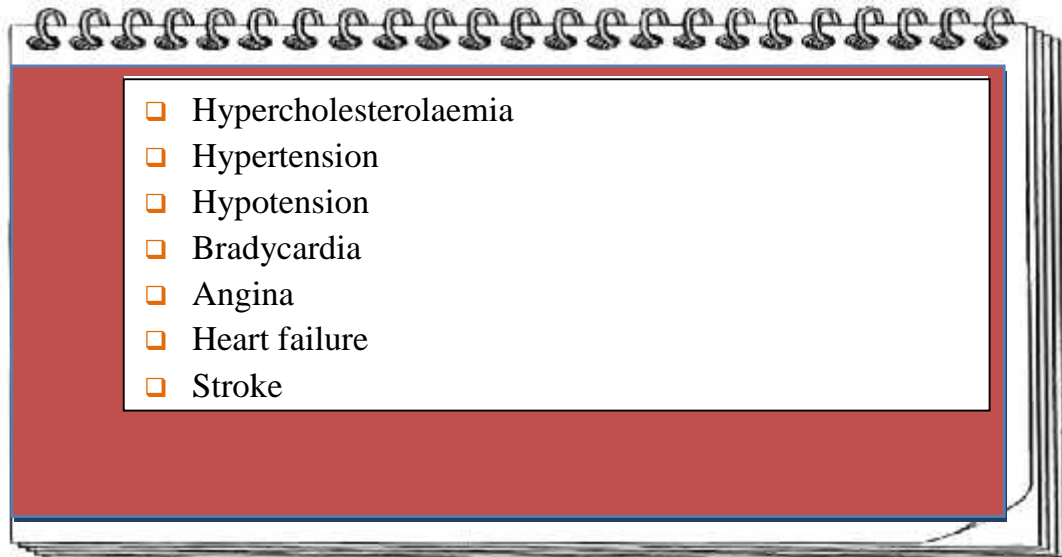 Hypercholesterolaemia
Hypertension
Hypotension
Bradycardia
Angina
Heart failure
Stroke